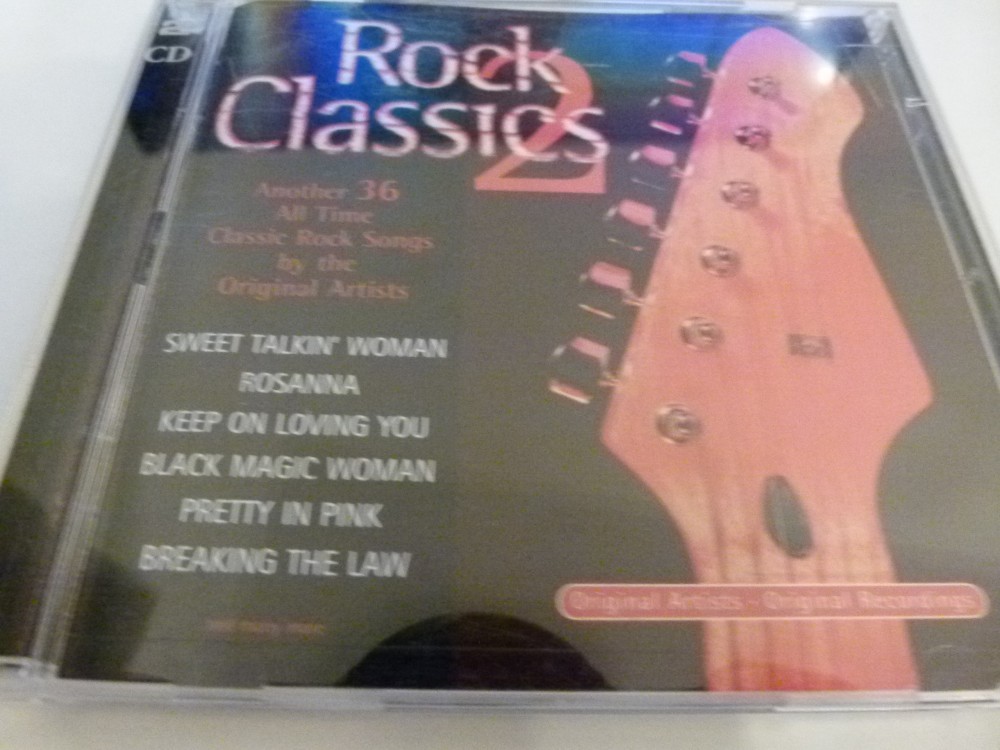 2
CD
Rock
Classics
2
Another 36
All Time
Classic Rock Songs
by the
Original Artists
SWEET TALKIN' WOMAN
ROSANNA
KEEP ON LOVING YOU
BLACK MAGIC WOMAN
PRETTY IN PINK
BREAKING THE LAW
Original Artists - Original Recordings